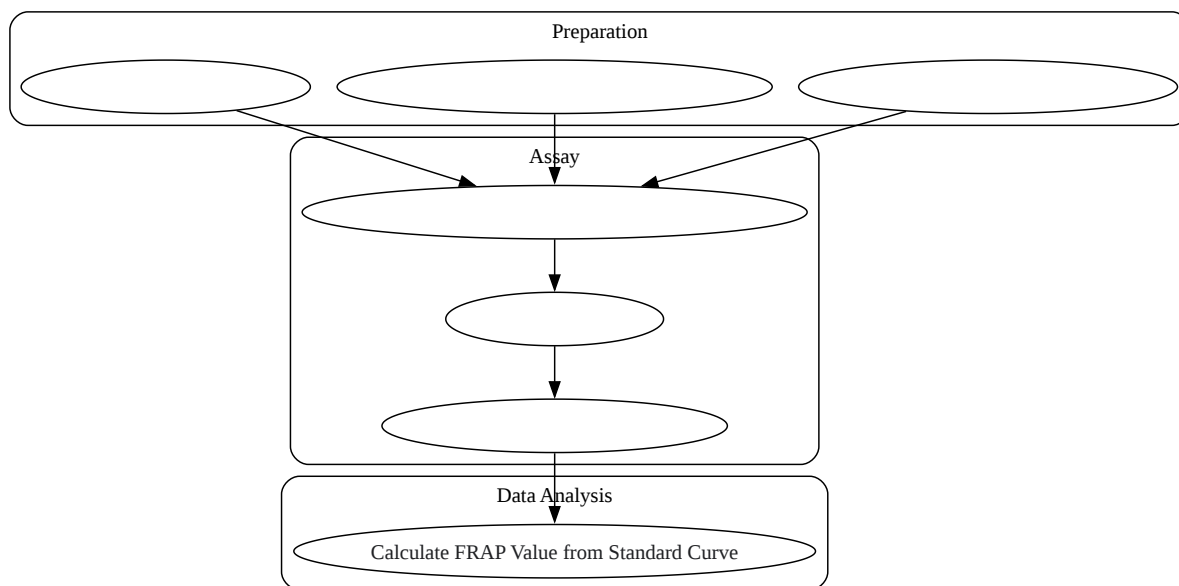 Preparation
Assay
Data Analysis
Calculate FRAP Value from Standard Curve